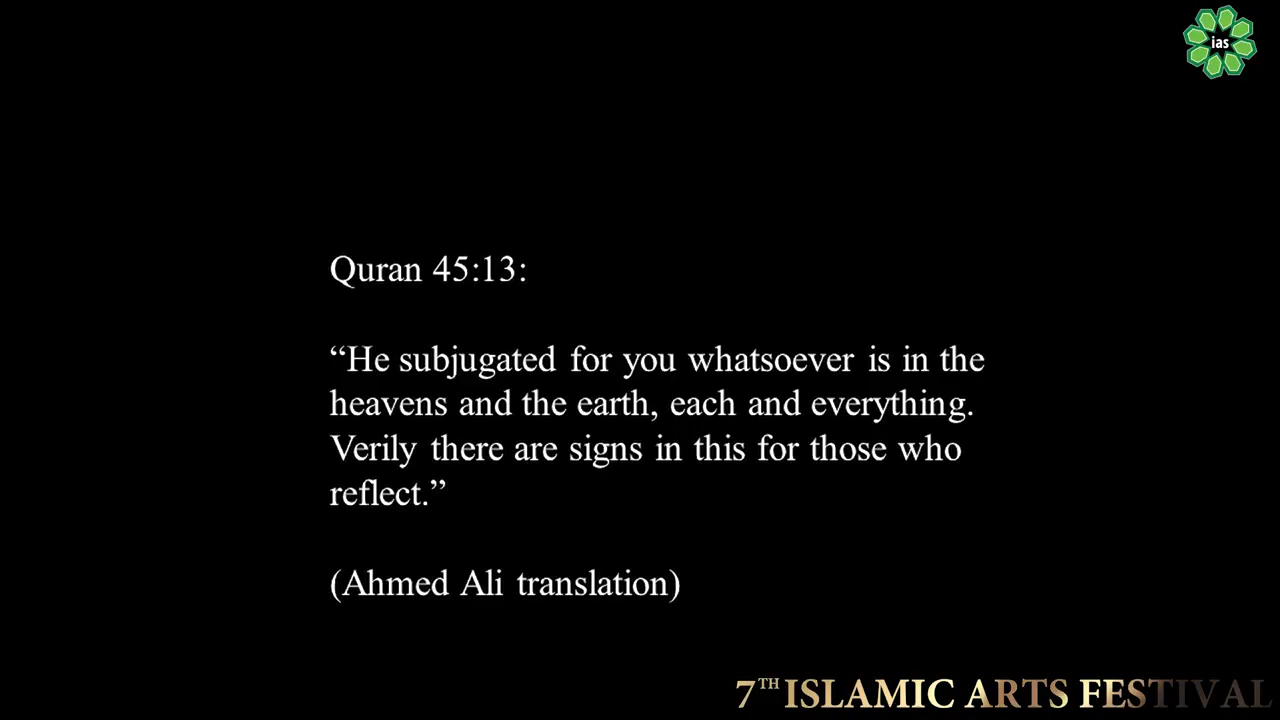 ias
Quran 45:13:
“He subjugated for you whatsoever is in the
heavens and the earth, each and everything.
Verily there are signs in this for those who
reflect.”
(Ahmed Ali translation)
7TH ISLAMIC ARTS FESTIVAL